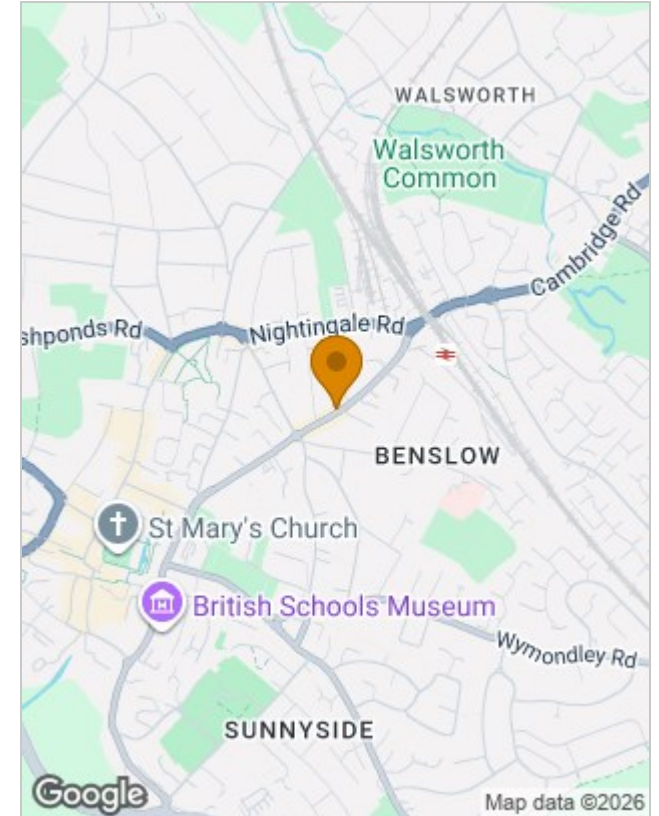 WALSWORTH
Walsworth
Common
Cambridge Rd
shponds Rd
Nightingale Rd
BENSLOW
St Mary's Church
British Schools Museum
Wymondley Rd
SUNNYSIDE
Google
Map data ©2026